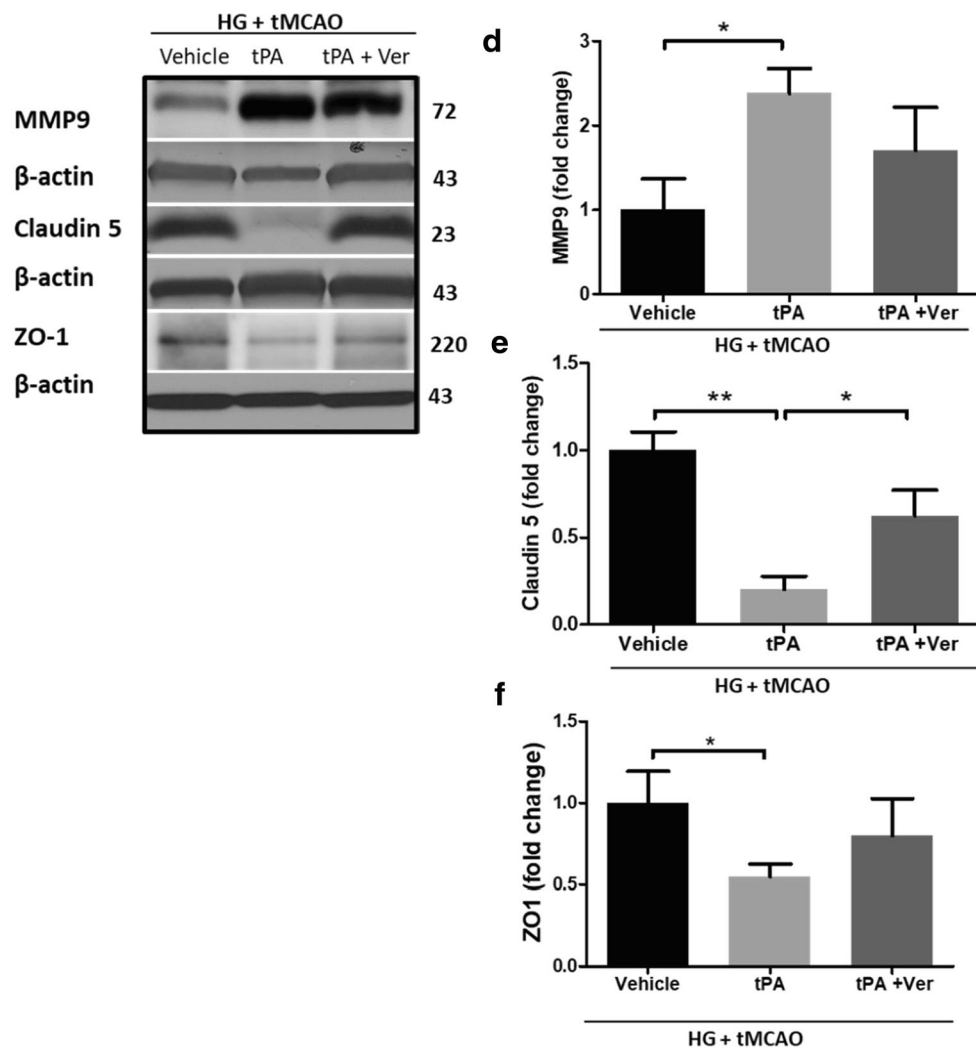 HG + tMCAO
Vehicle tPA tPA + Ver
MMP9 72
β-actin 43
Claudin 5 23
β-actin 43
ZO-1 220
β-actin 43
d
*
3
2
1
0
MMP9 (fold change)
Vehicle tPA tPA +Ver
HG + tMCAO
e
** *
1.5
1.0
0.5
0.0
Claudin 5 (fold change)
Vehicle tPA tPA +Ver
HG + tMCAO
f
*
1.5
1.0
0.5
0.0
ZO1 (fold change)
Vehicle tPA tPA +Ver
HG + tMCAO